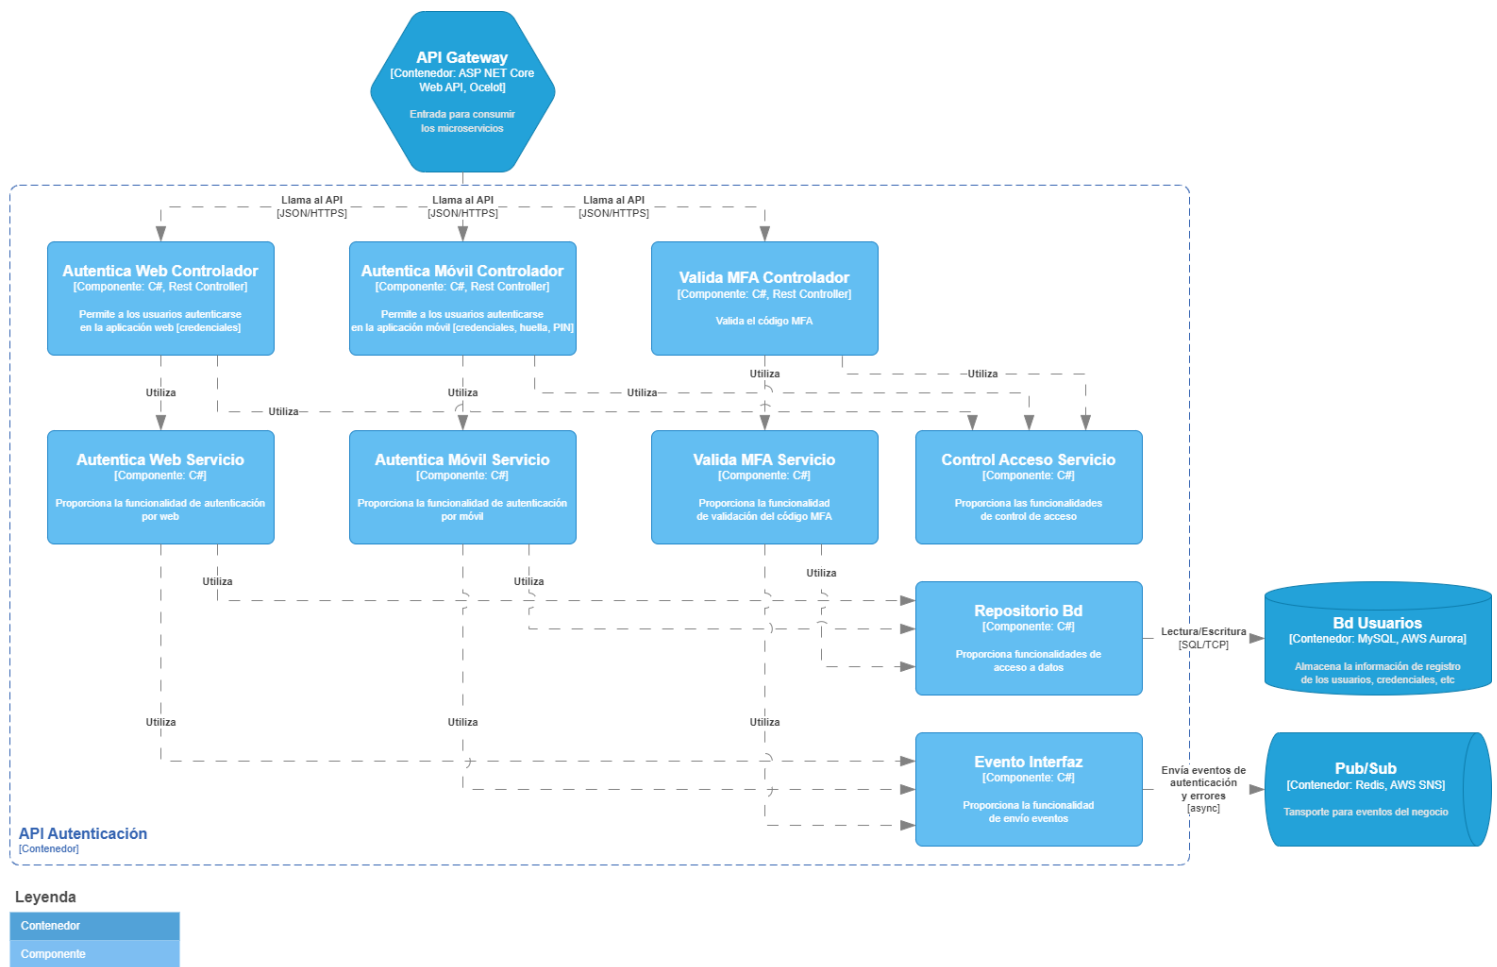 API Gateway
[Contenedor: ASP NET Core
Web API, Ocelot]
Entrada para consumir
los microservicios
Llama al API
[JSON/HTTPS]
Llama al API
[JSON/HTTPS]
Llama al API
[JSON/HTTPS]
Autentica Web Controlador
[Componente: C#, Rest Controller]
Permite a los usuarios autenticarse
en la aplicación web [credenciales]
Autentica Móvil Controlador
[Componente: C#, Rest Controller]
Permite a los usuarios autenticarse
en la aplicación móvil [credenciales, huella, PIN]
Valida MFA Controlador
[Componente: C#, Rest Controller]
Valida el código MFA
Utiliza
Utiliza
Utiliza
Utiliza
Utiliza
Utiliza
Autentica Web Servicio
[Componente: C#]
Proporciona la funcionalidad de autenticación
por web
Autentica Móvil Servicio
[Componente: C#]
Proporciona la funcionalidad de autenticación
por móvil
Valida MFA Servicio
[Componente: C#]
Proporciona la funcionalidad
de validación del código MFA
Control Acceso Servicio
[Componente: C#]
Proporciona las funcionalidades
de control de acceso
Utiliza
Utiliza
Utiliza
Repositorio Bd
[Componente: C#]
Proporciona funcionalidades de
acceso a datos
Lectura/Escritura
[SQL/TCP]
Bd Usuarios
[Contenedor: MySQL, AWS Aurora]
Almacena la información de registro
de los usuarios, credenciales, etc
Utiliza
Utiliza
Utiliza
Evento Interfaz
[Componente: C#]
Proporciona la funcionalidad
de envío eventos
Envía eventos de
autenticación
y errores
[async]
Pub/Sub
[Contenedor: Redis, AWS SNS]
Tansporte para eventos del negocio
API Autenticación
[Contenedor]
Leyenda
Contenedor
Componente